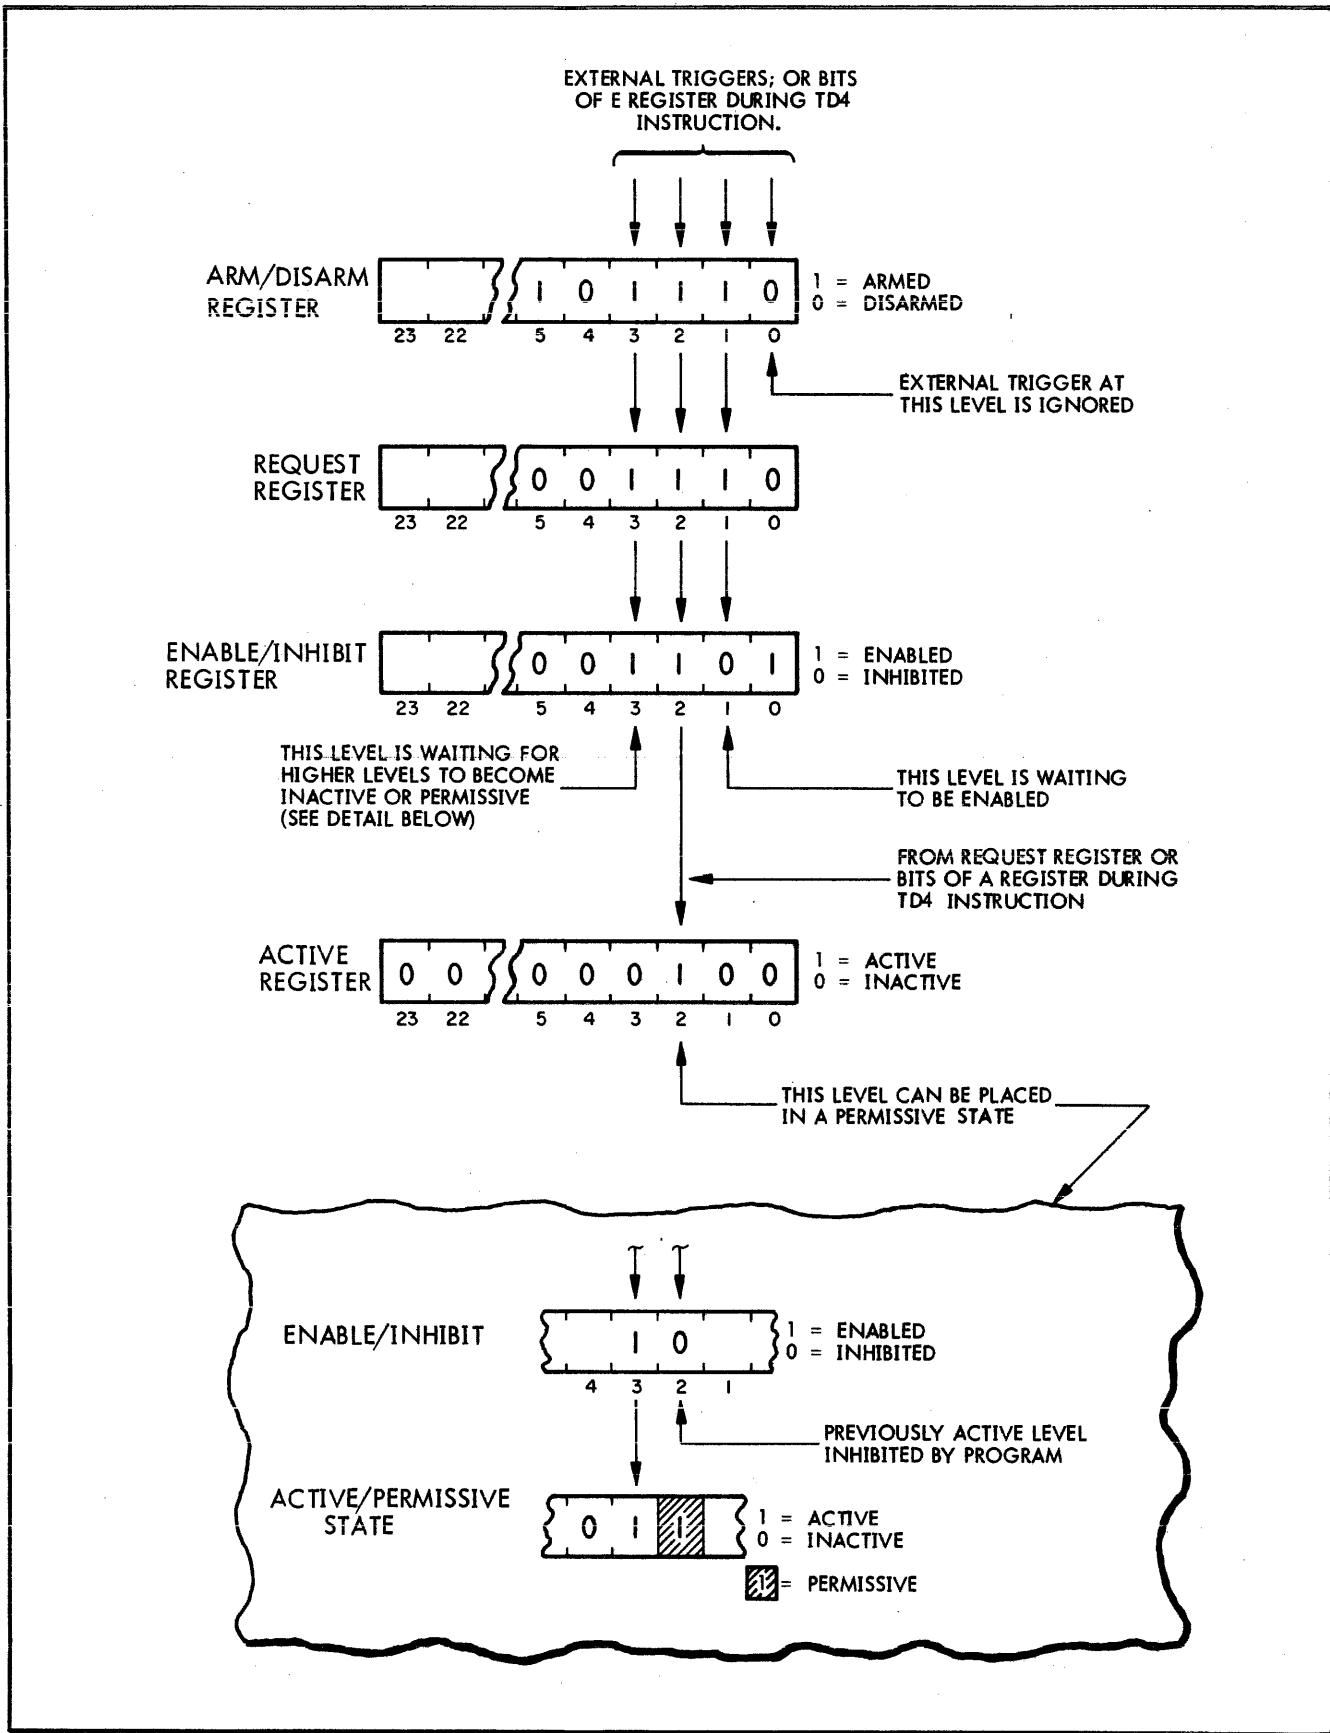 EXTERNAL TRIGGERS; OR BITS
OF E REGISTER DURING TD4
INSTRUCTION.
ARM/DISARM
REGISTER
1 0 1 1 1 0
1 = ARMED
0 = DISARMED
23 22 5 4 3 2 1 0
EXTERNAL TRIGGER AT
THIS LEVEL IS IGNORED
REQUEST
REGISTER
0 0 1 1 1 0
23 22 5 4 3 2 1 0
ENABLE/INHIBIT
REGISTER
0 0 1 1 0 1
1 = ENABLED
0 = INHIBITED
23 22 5 4 3 2 1 0
THIS LEVEL IS WAITING FOR
HIGHER LEVELS TO BECOME
INACTIVE OR PERMISSIVE
(SEE DETAIL BELOW)
THIS LEVEL IS WAITING
TO BE ENABLED
FROM REQUEST REGISTER OR
BITS OF A REGISTER DURING
TD4 INSTRUCTION
ACTIVE
REGISTER
0 0 0 0 0 1 0 0
1 = ACTIVE
0 = INACTIVE
23 22 5 4 3 2 1 0
THIS LEVEL CAN BE PLACED
IN A PERMISSIVE STATE
ENABLE/INHIBIT
1 0
1 = ENABLED
0 = INHIBITED
4 3 2 1
PREVIOUSLY ACTIVE LEVEL
INHIBITED BY PROGRAM
ACTIVE/PERMISSIVE
STATE
0 1 1
1 = ACTIVE
0 = INACTIVE
1 = PERMISSIVE